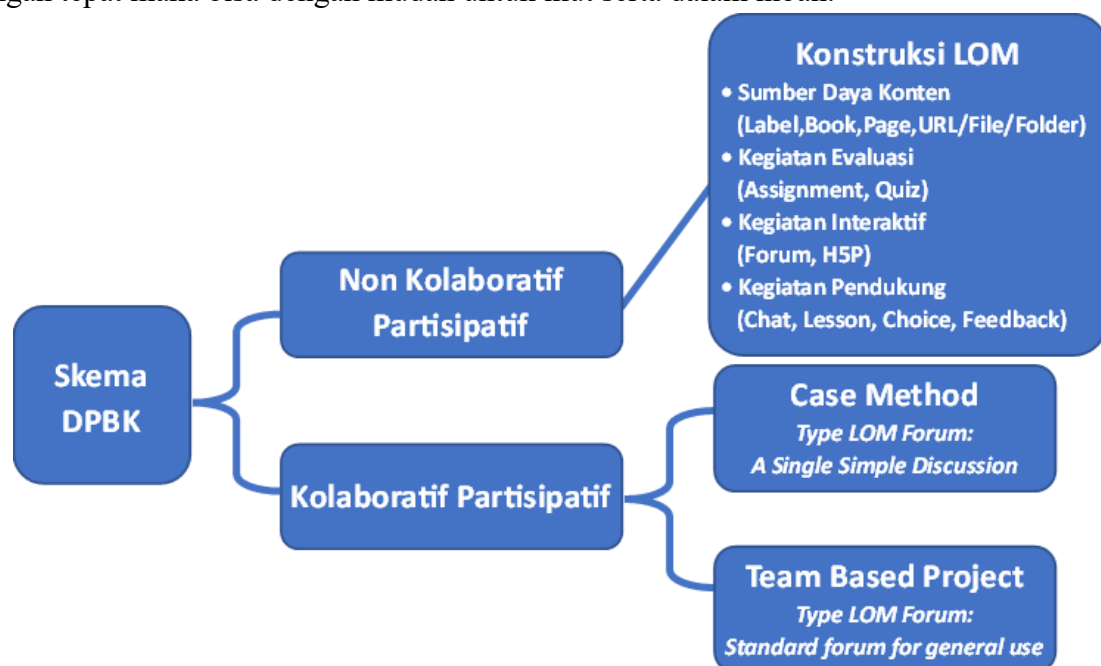 Konstruksi LOM
• Sumber Daya Konten
(Label,Book,Page,URL/File/Folder)
• Kegiatan Evaluasi
(Assignment, Quiz)
• Kegiatan Interaktif
(Forum, H5P)
• Kegiatan Pendukung
(Chat, Lesson, Choice, Feedback)
Non Kolaboratif
Partisipatif
Skema
DPBK
Case Method
Type LOM Forum:
A Single Simple Discussion
Kolaboratif Partisipatif
Team Based Project
Type LOM Forum:
Standard forum for general use